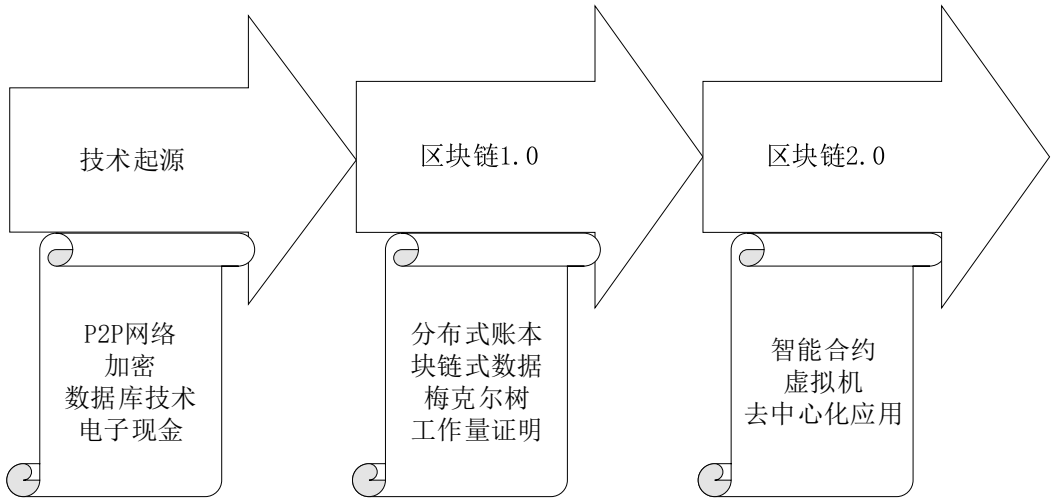 技术起源
区块链1.0
区块链2.0
P2P网络
加密
数据库技术
电子现金
分布式账本
块链式数据
梅克尔树
工作量证明
智能合约
虚拟机
去中心化应用